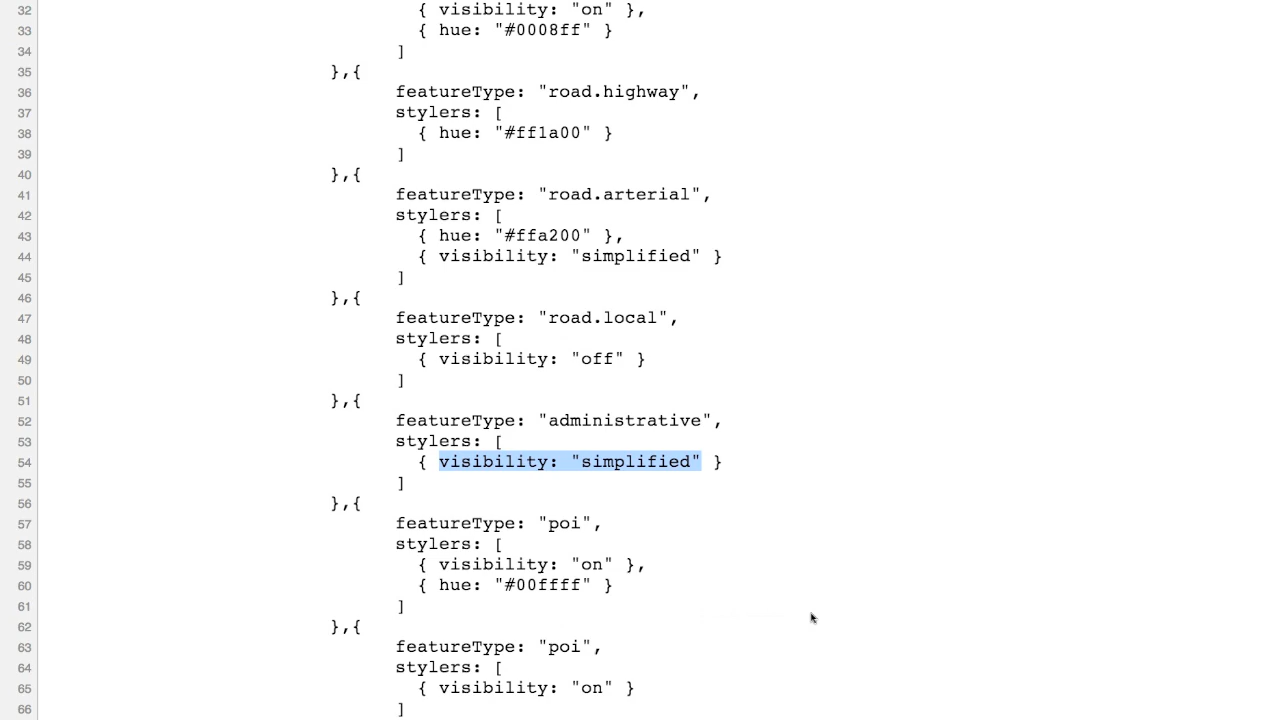 32 { visibility: "on" },
33 { hue: "#0008ff" }
34 ]
35 },{
36 featureType: "road.highway",
37 stylers: [
38 { hue: "#ff1a00" }
39 ]
40 },{
41 featureType: "road.arterial",
42 stylers: [
43 { hue: "#ffa200" },
44 { visibility: "simplified" }
45 ]
46 },{
47 featureType: "road.local",
48 stylers: [
49 { visibility: "off" }
50 ]
51 },{
52 featureType: "administrative",
53 stylers: [
54 { visibility: "simplified" }
55 ]
56 },{
57 featureType: "poi",
58 stylers: [
59 { visibility: "on" },
60 { hue: "#00ffff" }
61 ]
62 },{
63 featureType: "poi",
64 stylers: [
65 { visibility: "on" }
66 ]